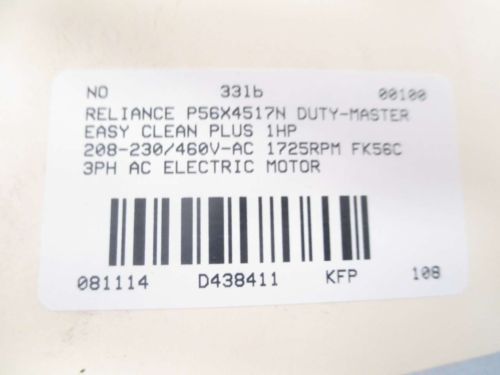 NO 33lb 00100
RELIANCE P56X4517N DUTY-MASTER
EASY CLEAN PLUS 1HP
208-230/460V-AC 1725RPM FK56C
3PH AC ELECTRIC MOTOR
081114 D438411 KFP 108